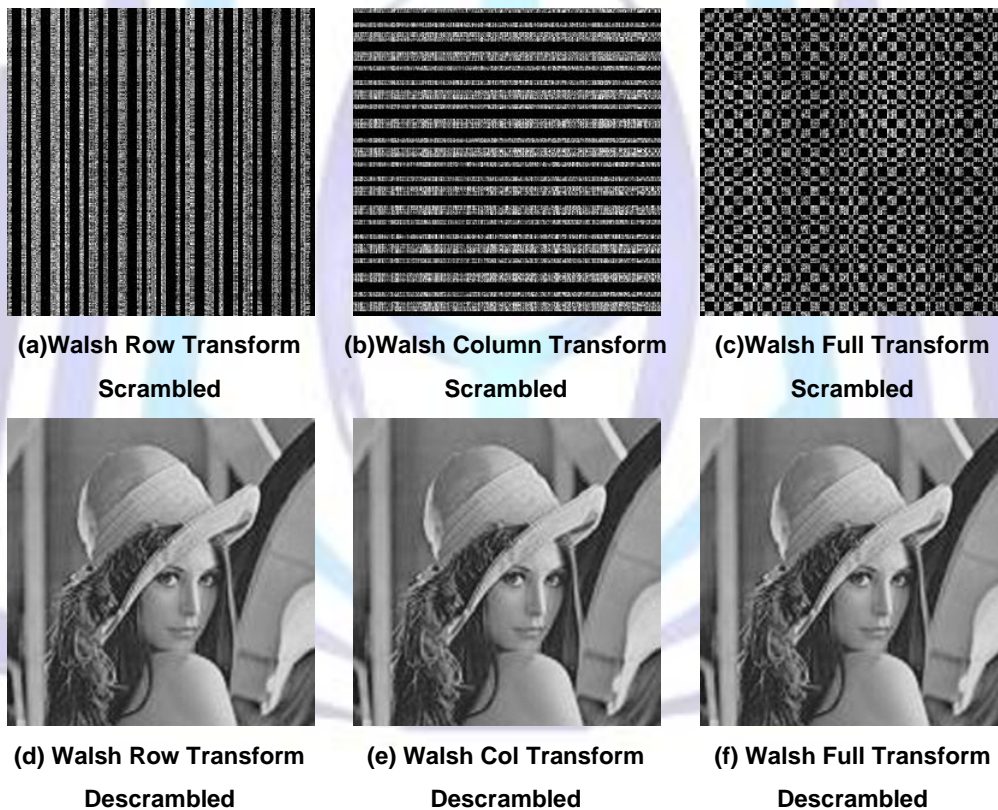 (a)Walsh Row Transform
Scrambled
(b)Walsh Column Transform
Scrambled
(c)Walsh Full Transform
Scrambled
(d) Walsh Row Transform
Descrambled
(e) Walsh Col Transform
Descrambled
(f) Walsh Full Transform
Descrambled